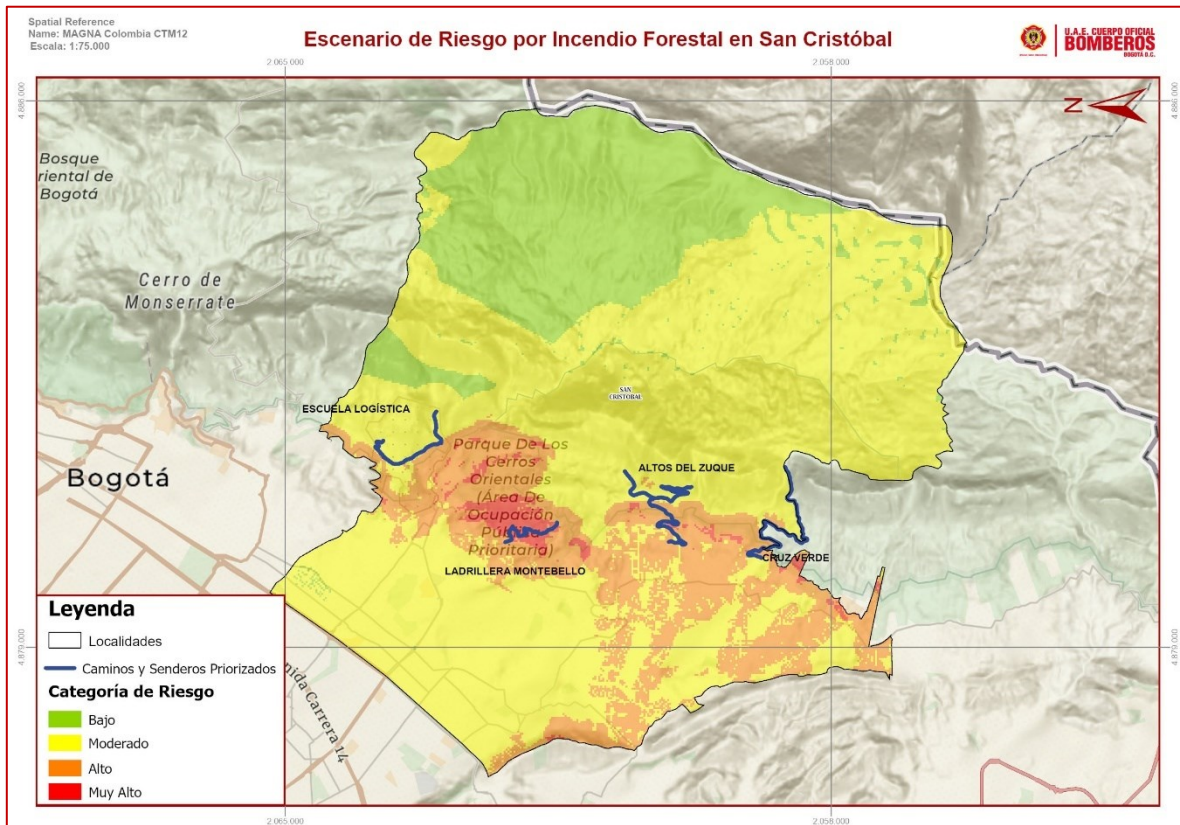 Spatial Reference
Name: MAGNA Colombia CTM12
Escala: 1:75.000
Escenario de Riesgo por Incendio Forestal en San Cristóbal
U.A.E. CUERPO OFICIAL
BOMBEROS
BOGOTÁ D.C.
2.065.000
2.058.000
4.886.000
4.886.000
N
Bosque
riental de
Bogotá
Cerro de
Monserrate
SAN
CRISTOBAL
ESCUELA LOGÍSTICA
Parque De Los
Cerros
Orientales
(Área De
Ocupación
Pública
Prioritaria)
ALTOS DEL ZUQUE
Bogotá
CRUZ VERDE
LADRILLERA MONTEBELLO
4.879.000
4.879.000
nida Carrera 14
Leyenda
Localidades
Caminos y Senderos Priorizados
Categoría de Riesgo
Bajo
Moderado
Alto
Muy Alto
2.065.000
2.058.000